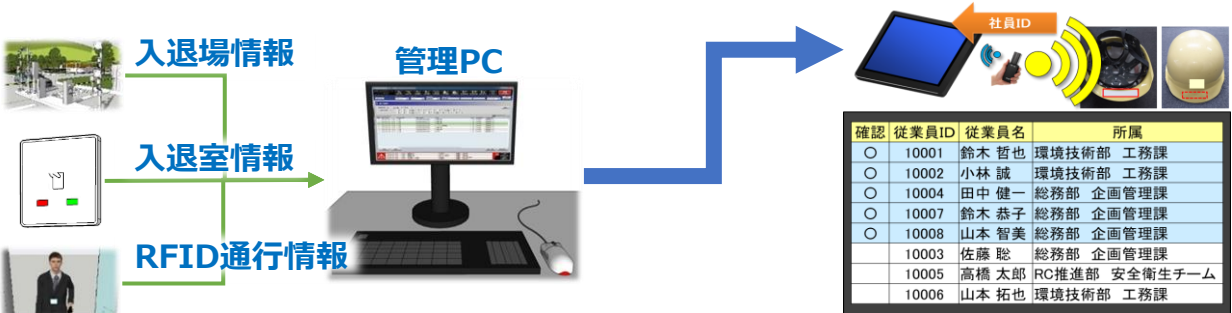 入退場情報
入退室情報
RFID通行情報
管理PC
社員ID
確認 従業員ID 従業員名 所属
○ 10001 鈴木 哲也 環境技術部 工務課
○ 10002 小林 誠 環境技術部 工務課
○ 10004 田中 健一 総務部 企画管理課
○ 10007 鈴木 恭子 総務部 企画管理課
○ 10008 山本 智美 総務部 企画管理課
10003 佐藤 聡 総務部 企画管理課
10005 高橋 太郎 RC推進部 安全衛生チーム
10006 山本 拓也 環境技術部 工務課